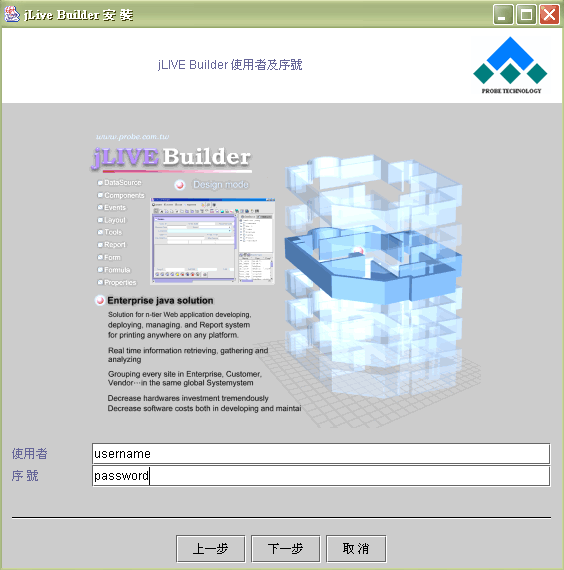 jLive Builder 安 裝
jLIVE Builder 使用者及序號
PROBE TECHNOLOGY
www.probe.com.tw
jLIVE Builder
Design mode
DataSource
Components
Events
Layout
Tools
Report
Form
Formula
Properties
Enterprise java solution
Solution for n-tier Web application developing,
deploying, managing. and Report system
for printing anywhere on any platform.
Real time information retrieving, gathering and
analyzing
Grouping every site in Enterprise, Customer,
Vendor⋯in the same global Systemystem
Decrease hardwares investment tremendously
Decrease software costs both in developing and maintai
使用者 username
序 號 password
上一步 下一步 取 消